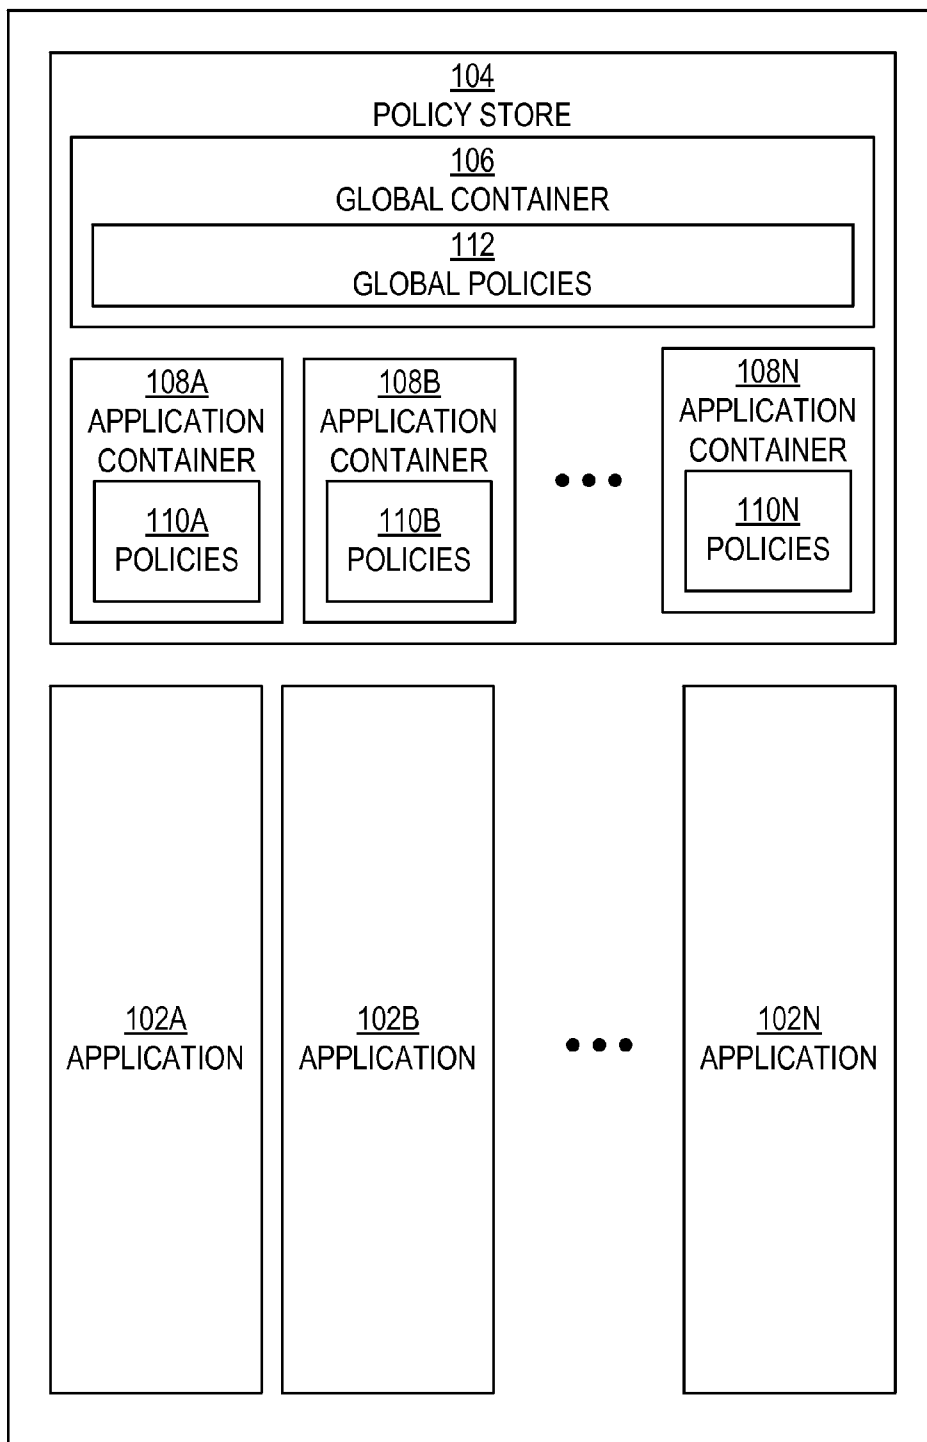 104
POLICY STORE
106
GLOBAL CONTAINER
112
GLOBAL POLICIES
108A
APPLICATION
CONTAINER
110A
POLICIES
108B
APPLICATION
CONTAINER
110B
POLICIES
108N
APPLICATION
CONTAINER
110N
POLICIES
102A
APPLICATION
102B
APPLICATION
102N
APPLICATION